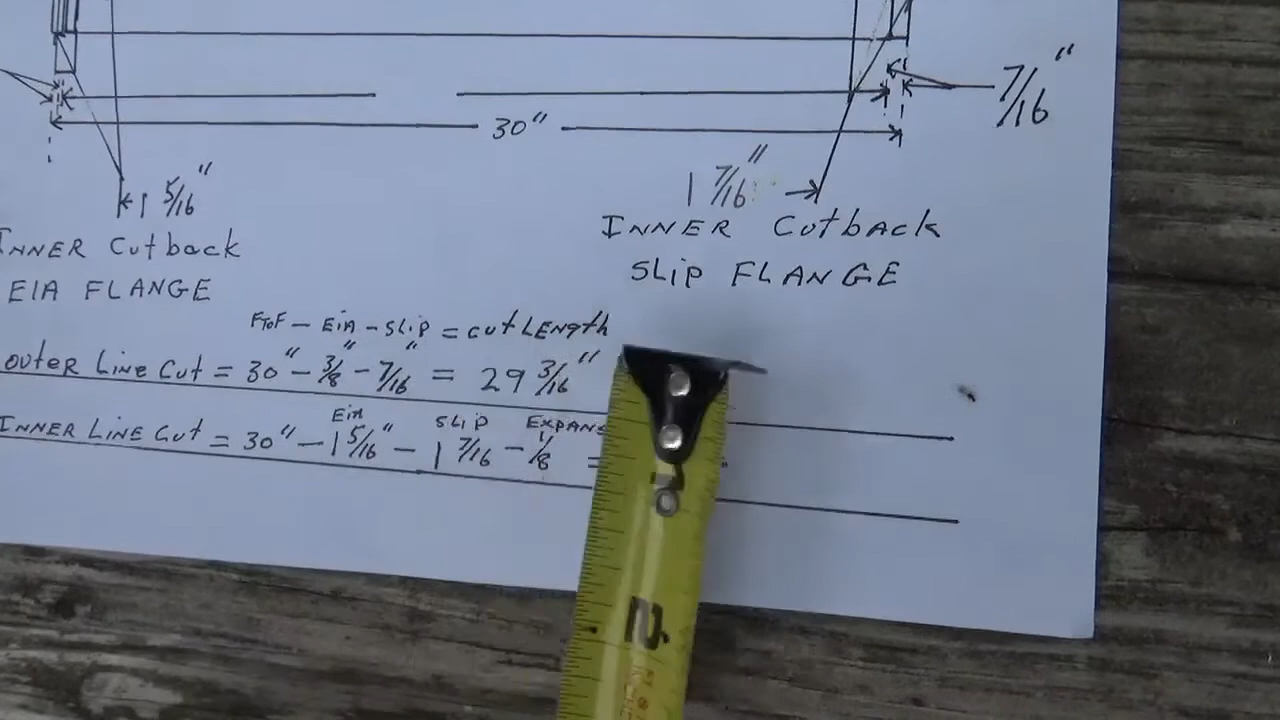 7/16"
30"
1 5/16"
1 7/16"
INNER Cutback
SLIP FLANGE
INNER Cutback
EIA FLANGE
FToF - EIA - SLIP = CUT LENGTH
OUTER LINE CUT = 30" - 3/8" - 7/16" = 29 3/16"
EIA SLIP
INNER LINE CUT = 30" - 1 5/16" - 1 7/16 - 1/8 =
2